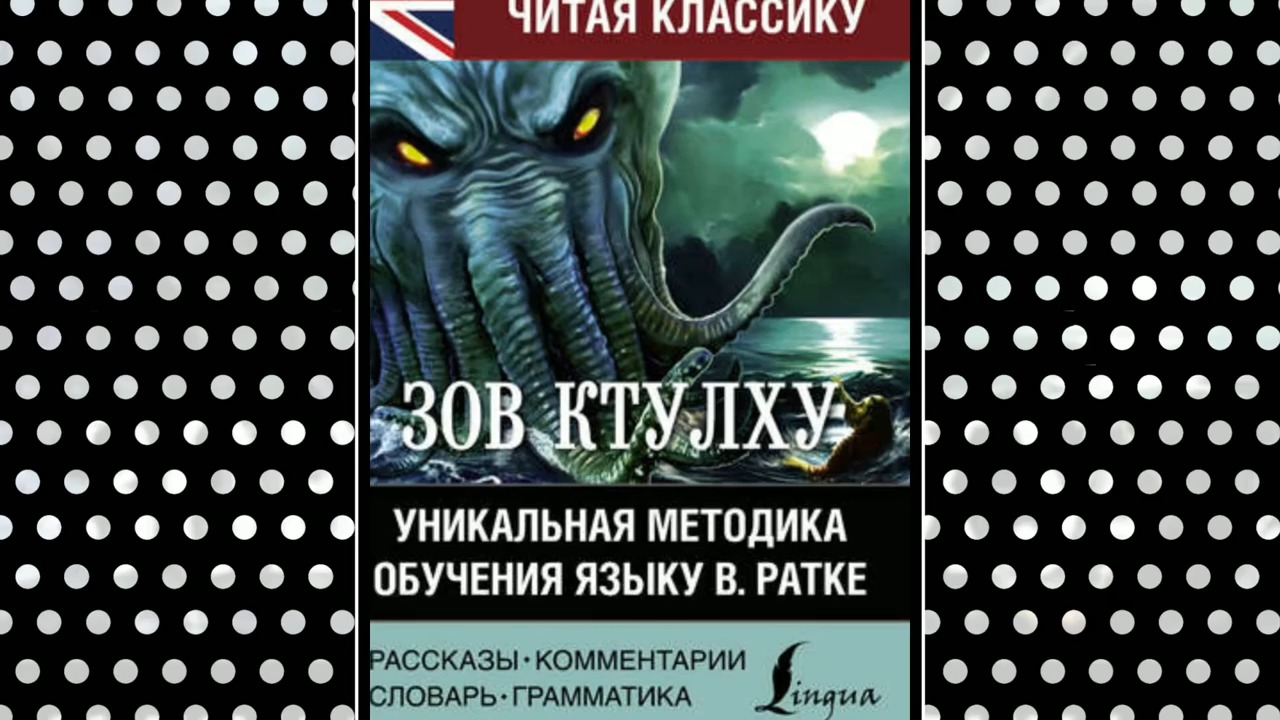 ЧИТАЯ КЛАССИКУ
ЗОВ КТУЛХУ
УНИКАЛЬНАЯ МЕТОДИКА
ОБУЧЕНИЯ ЯЗЫКУ В. РАТКЕ
РАССКАЗЫ·КОММЕНТАРИИ
СЛОВАРЬ·ГРАММАТИКА
Lingua